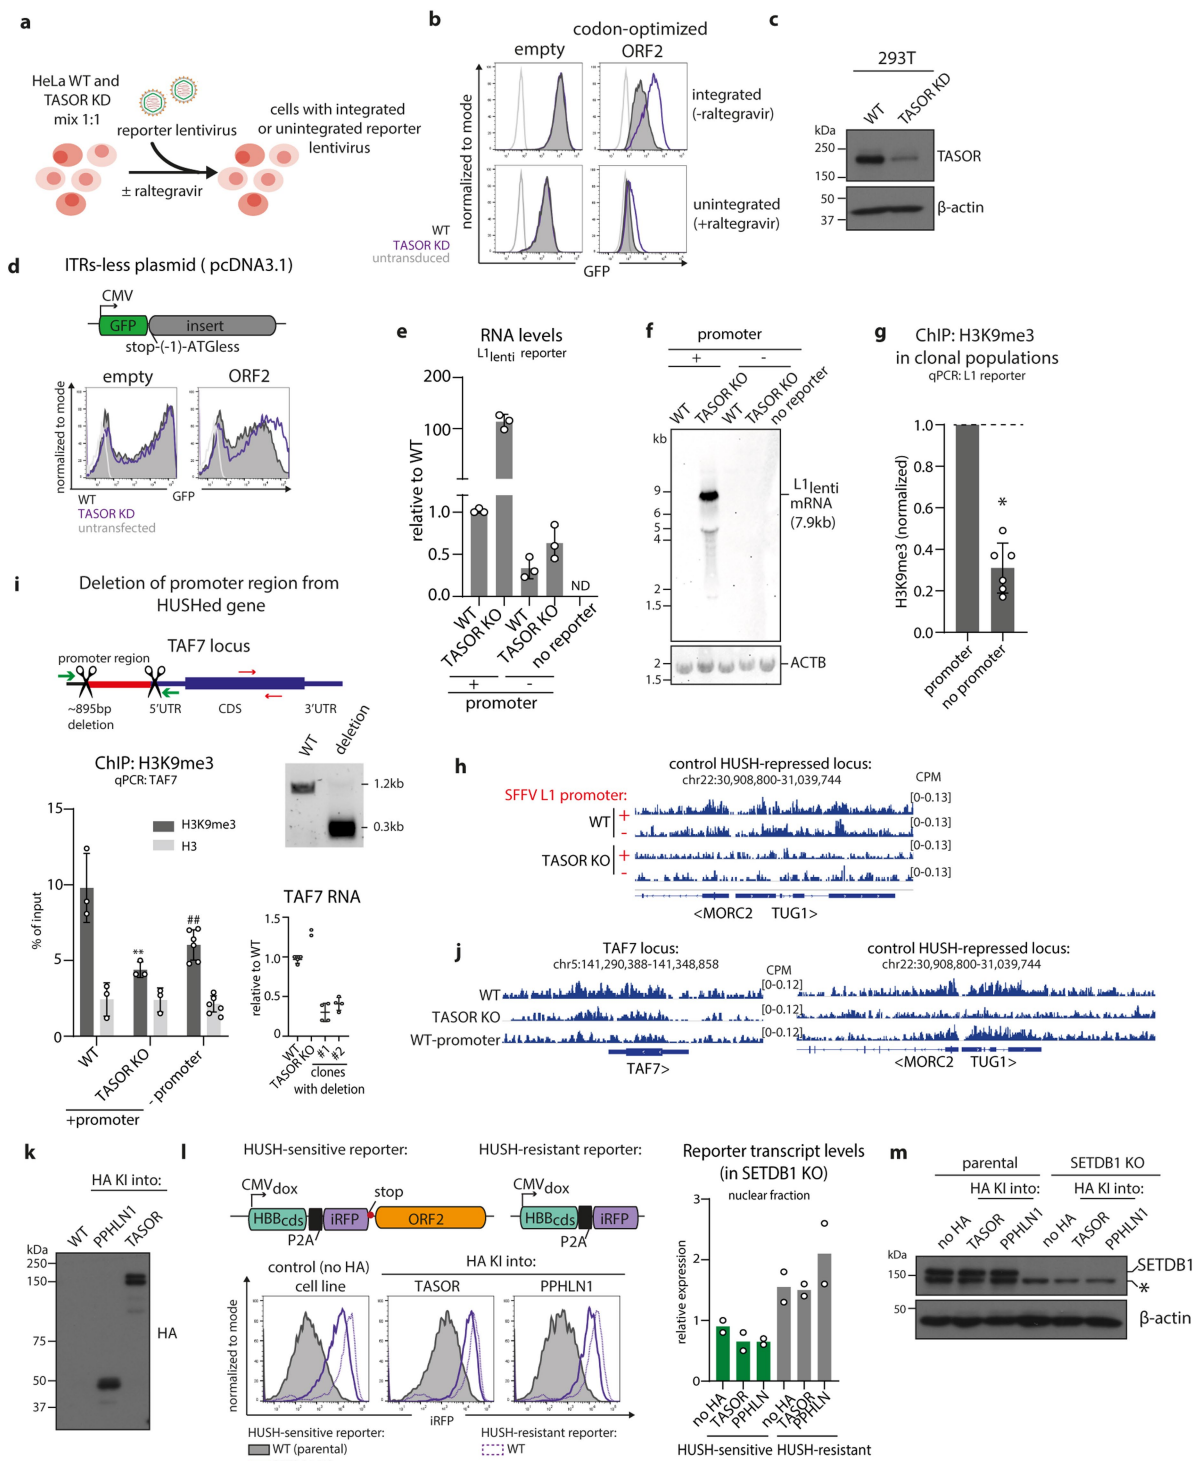 a
HeLa WT and
TASOR KD
mix 1:1
reporter lentivirus
± raltegravir
cells with integrated
or unintegrated reporter
lentivirus
b
codon-optimized
empty
ORF2
normalized to mode
integrated
(-raltegravir)
unintegrated
(+raltegravir)
WT
TASOR KD
untransduced
GFP
c
293T
WT
TASOR KD
kDa
250
150
TASOR
50
37
β-actin
d
ITRs-less plasmid ( pcDNA3.1)
CMV
GFP
insert
stop-(-1)-ATGless
empty
ORF2
normalized to mode
WT
TASOR KD
untransfected
GFP
e
RNA levels
L1lenti reporter
relative to WT
200
100
1.0
0.5
0.0
ND
WT
TASOR KO
WT
TASOR KO
no reporter
+
-
promoter
f
promoter
+
-
WT
TASOR KO
WT
TASOR KO
no reporter
kb
9
6
5
4
2
1.5
L1lenti
mRNA
(7.9kb)
2
1.5
ACTB
g
ChIP: H3K9me3
in clonal populations
qPCR: L1 reporter
H3K9me3 (normalized)
1.0
0.8
0.6
0.4
0.2
0.0
*
promoter
no promoter
i
Deletion of promoter region from
HUSHed gene
TAF7 locus
promoter region
~895bp
deletion
5'UTR
CDS
3'UTR
WT
deletion
1.2kb
0.3kb
ChIP: H3K9me3
qPCR: TAF7
% of input
15
10
5
0
H3K9me3
H3
**
##
WT
TASOR KO
- promoter
+promoter
TAF7 RNA
relative to WT
1.5
1.0
0.5
0
WT
TASOR KO
#1
#2
clones
with deletion
h
control HUSH-repressed locus:
chr22:30,908,800-31,039,744
CPM
SFFV L1 promoter:
WT
+
-
TASOR KO
+
-
[0-0.13]
[0-0.13]
[0-0.13]
[0-0.13]
<MORC2
TUG1>
j
TAF7 locus:
chr5:141,290,388-141,348,858
CPM
control HUSH-repressed locus:
chr22:30,908,800-31,039,744
WT
[0-0.12]
TASOR KO
[0-0.12]
WT-promoter
[0-0.12]
TAF7>
<MORC2
TUG1>
k
HA KI into:
WT
PPHLN1
TASOR
kDa
250
150
75
50
37
HA
l
HUSH-sensitive reporter:
HUSH-resistant reporter:
CMVdox
stop
HBBcds
iRFP
ORF2
P2A
CMVdox
HBBcds
iRFP
P2A
control (no HA)
cell line
HA KI into:
TASOR
PPHLN1
normalized to mode
iRFP
HUSH-sensitive reporter:
WT (parental)
HUSH-resistant reporter:
WT
Reporter transcript levels
(in SETDB1 KO)
nuclear fraction
relative expression
3
2
1
0
no HA
TASOR
PPHLN
no HA
TASOR
PPHLN
HUSH-sensitive
HUSH-resistant
m
parental
SETDB1 KO
HA KI into:
HA KI into:
no HA
TASOR
PPHLN1
no HA
TASOR
PPHLN1
kDa
150
SETDB1
*
50
β-actin